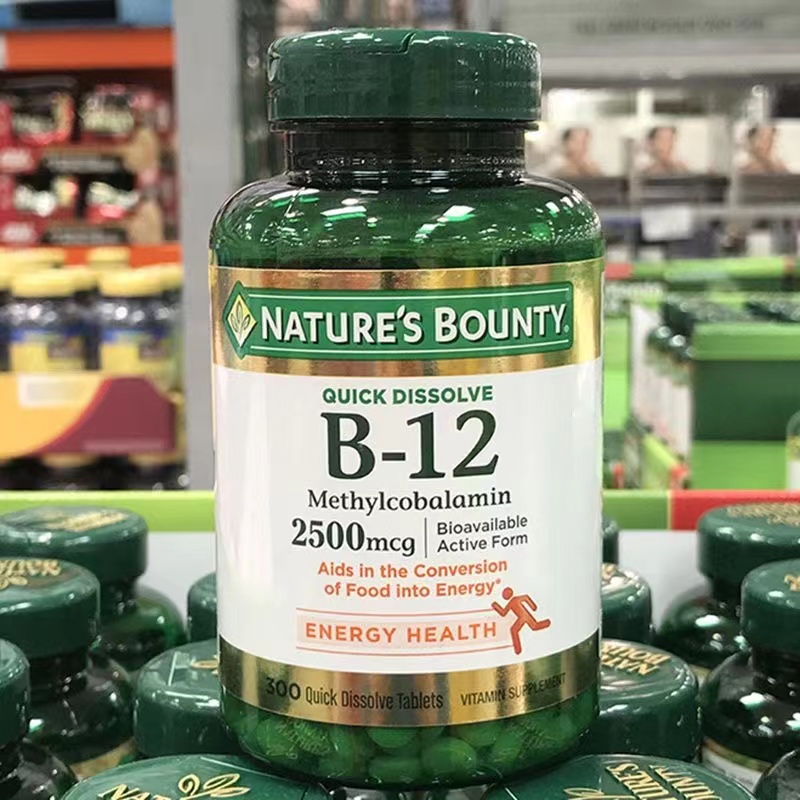 NATURE'S BOUNTY®
QUICK DISSOLVE
B-12
Methylcobalamin
2500mcg
Bioavailable
Active Form
Aids in the Conversion
of Food into Energy*
ENERGY HEALTH
300 Quick Dissolve Tablets
VITAMIN SUPPLEMENT